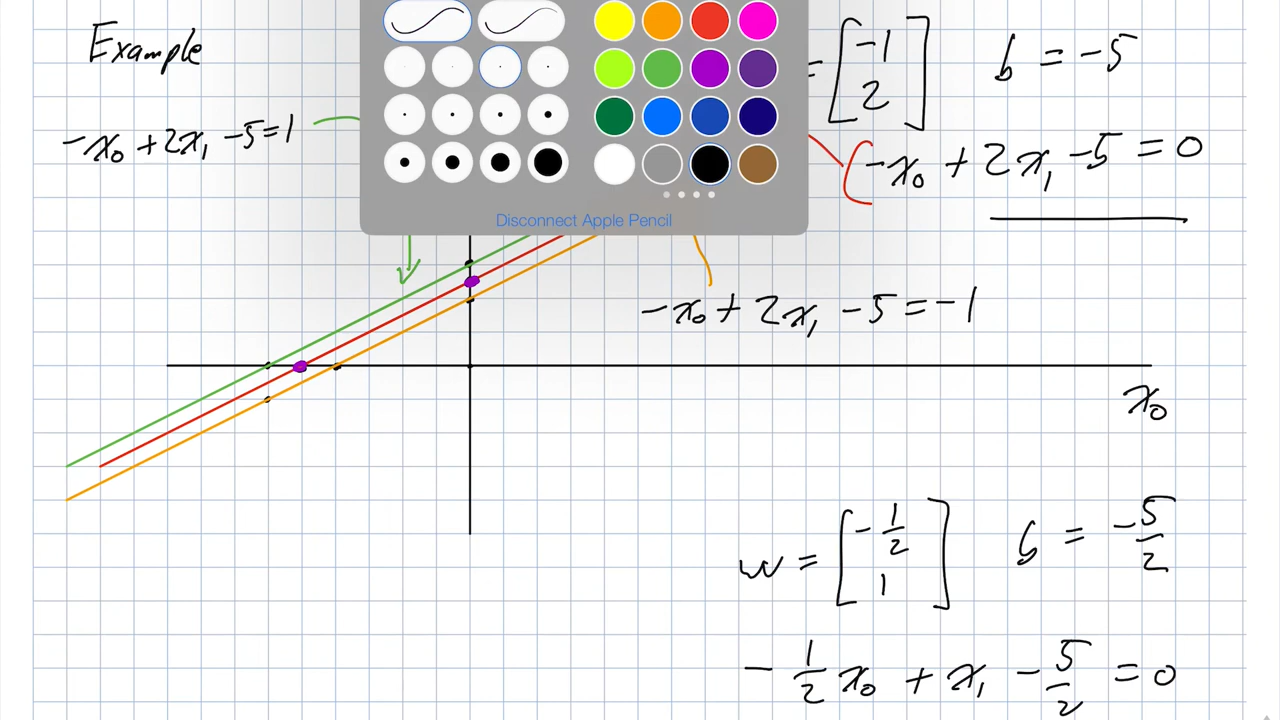 Example
= [-1 2] b = -5
-x₀ + 2x₁ - 5 = 1
-x₀ + 2x₁ - 5 = 0
Disconnect Apple Pencil
-x₀ + 2x₁ - 5 = -1
x₀
w = [-1/2 1] b = -5/2
-1/2 x₀ + x₁ - 5/2 = 0